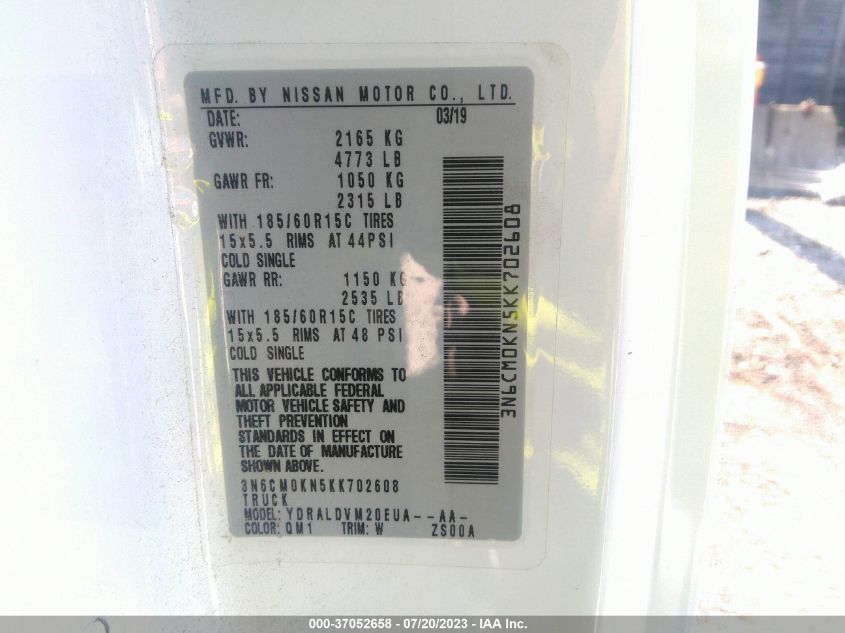 MFD. BY NISSAN MOTOR CO., LTD.
DATE: 03/19
GVWR: 2165 KG
4773 LB
GAWR FR: 1050 KG
2315 LB
WITH 185/60R15C TIRES
15x5.5 RIMS AT 44PSI
COLD SINGLE
GAWR RR: 1150 KG
2535 LB
WITH 185/60R15C TIRES
15x5.5 RIMS AT 48 PSI
COLD SINGLE
THIS VEHICLE CONFORMS TO
ALL APPLICABLE FEDERAL
MOTOR VEHICLE SAFETY AND
THEFT PREVENTION
STANDARDS IN EFFECT ON
THE DATE OF MANUFACTURE
SHOWN ABOVE.
3N6CM0KN5KK702608
TRUCK
MODEL: YDRALDVM20EUA--AA-
COLOR: QM1 TRIM: W ZS00A
3N6CM0KN5KK702608
000-37052658 - 07/20/2023 - IAA Inc.